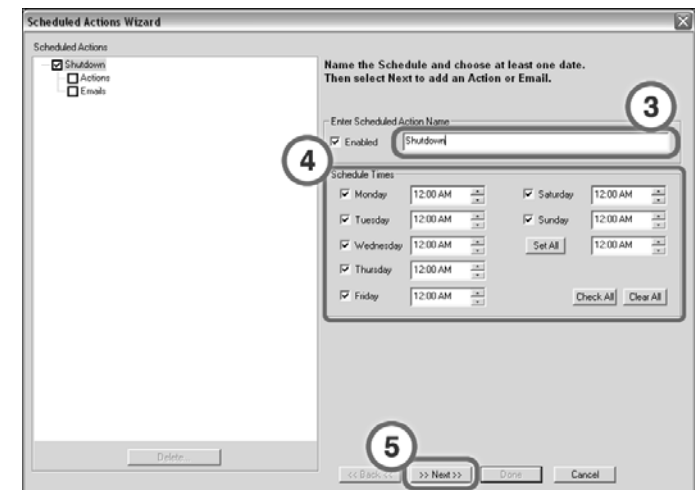 Scheduled Actions Wizard
Scheduled Actions
Shutdown
Actions
Emails
Delete...
Name the Schedule and choose at least one date.
Then select Next to add an Action or Email.
3
Enter Scheduled Action Name
Enabled Shutdown
4
Schedule Times
Monday 12:00 AM Saturday 12:00 AM
Tuesday 12:00 AM Sunday 12:00 AM
Wednesday 12:00 AM Set All 12:00 AM
Thursday 12:00 AM
Friday 12:00 AM Check All Clear All
5
<< Back << >> Next >> Done Cancel